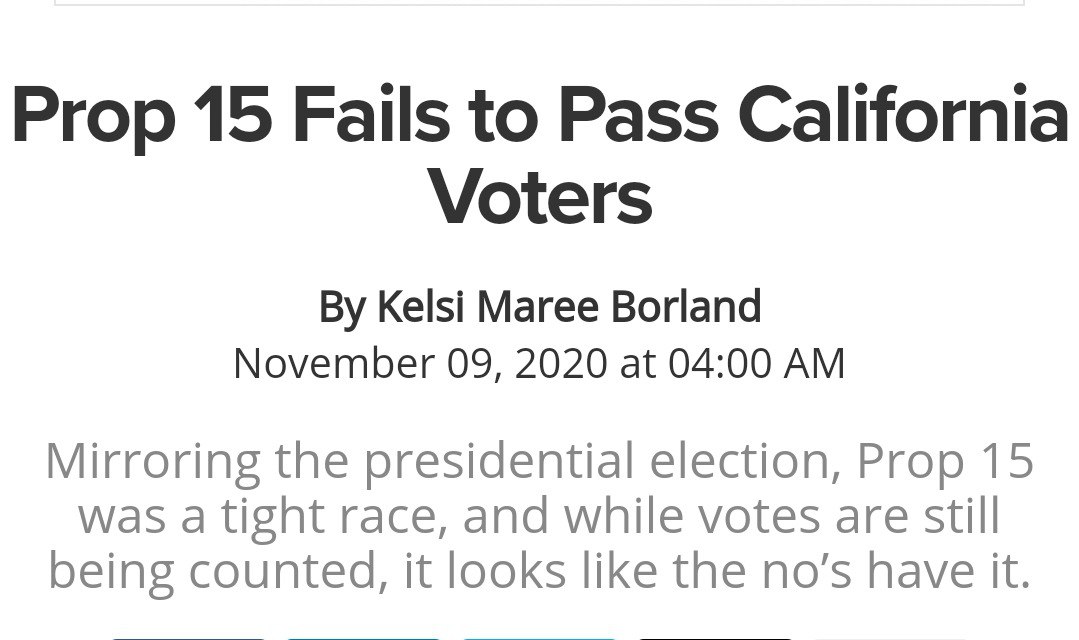 Prop 15 Fails to Pass California
Voters
By Kelsi Maree Borland
November 09, 2020 at 04:00 AM
Mirroring the presidential election, Prop 15
was a tight race, and while votes are still
being counted, it looks like the no’s have it.